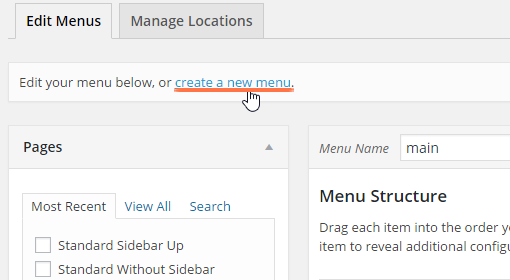 Edit Menus
Manage Locations
Edit your menu below, or create a new menu.
Pages
Most Recent
View All
Search
Standard Sidebar Up
Standard Without Sidebar
Menu Name
main
Menu Structure
Drag each item into the order
item to reveal additional